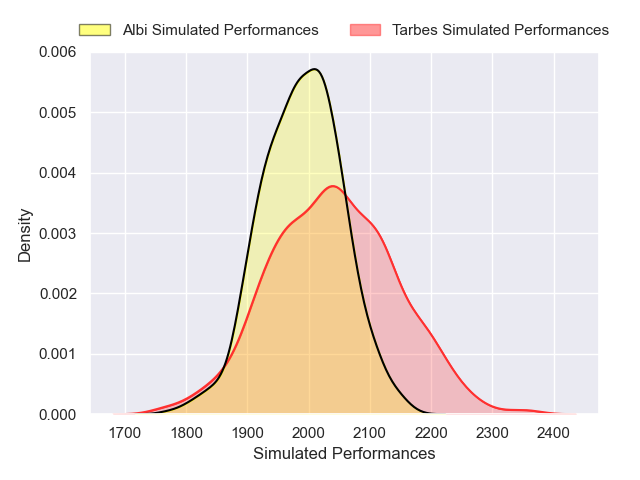 Albi Simulated Performances Tarbes Simulated Performances
0.006
0.005
0.004
0.003
0.002
0.001
0.000
Density
1700 1800 1900 2000 2100 2200 2300 2400
Simulated Performances